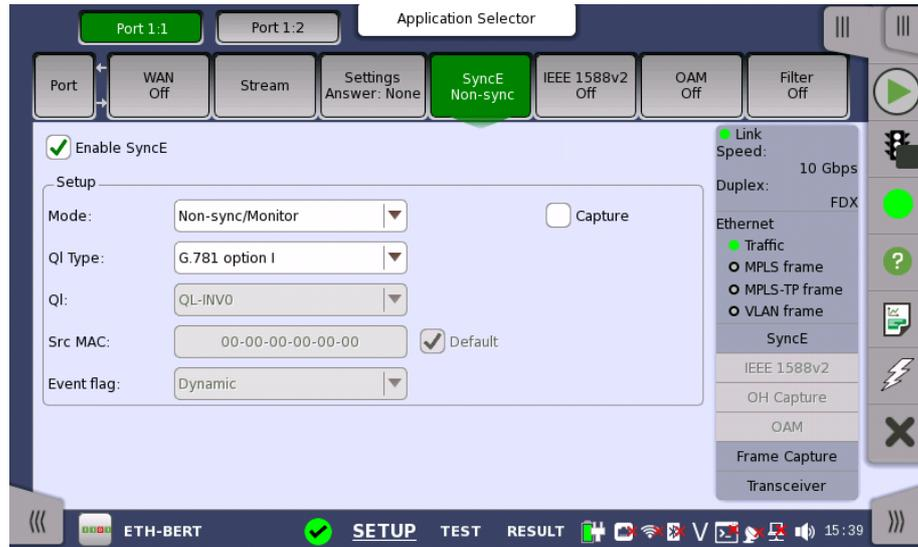 Application Selector
Port 1:1
Port 1:2
Port
WAN
Off
Stream
Settings
Answer: None
SyncE
Non-sync
IEEE 1588v2
Off
OAM
Off
Filter
Off
Enable SyncE
Setup
Mode:
Non-sync/Monitor
Capture
Ql Type:
G.781 option I
Ql:
QL-INV0
Src MAC:
00-00-00-00-00-00
Default
Event flag:
Dynamic
Link
Speed:
10 Gbps
Duplex:
FDX
Ethernet
Traffic
MPLS frame
MPLS-TP frame
VLAN frame
SyncE
IEEE 1588v2
OH Capture
OAM
Frame Capture
Transceiver
ETH-BERT
SETUP
TEST
RESULT
V
15:39